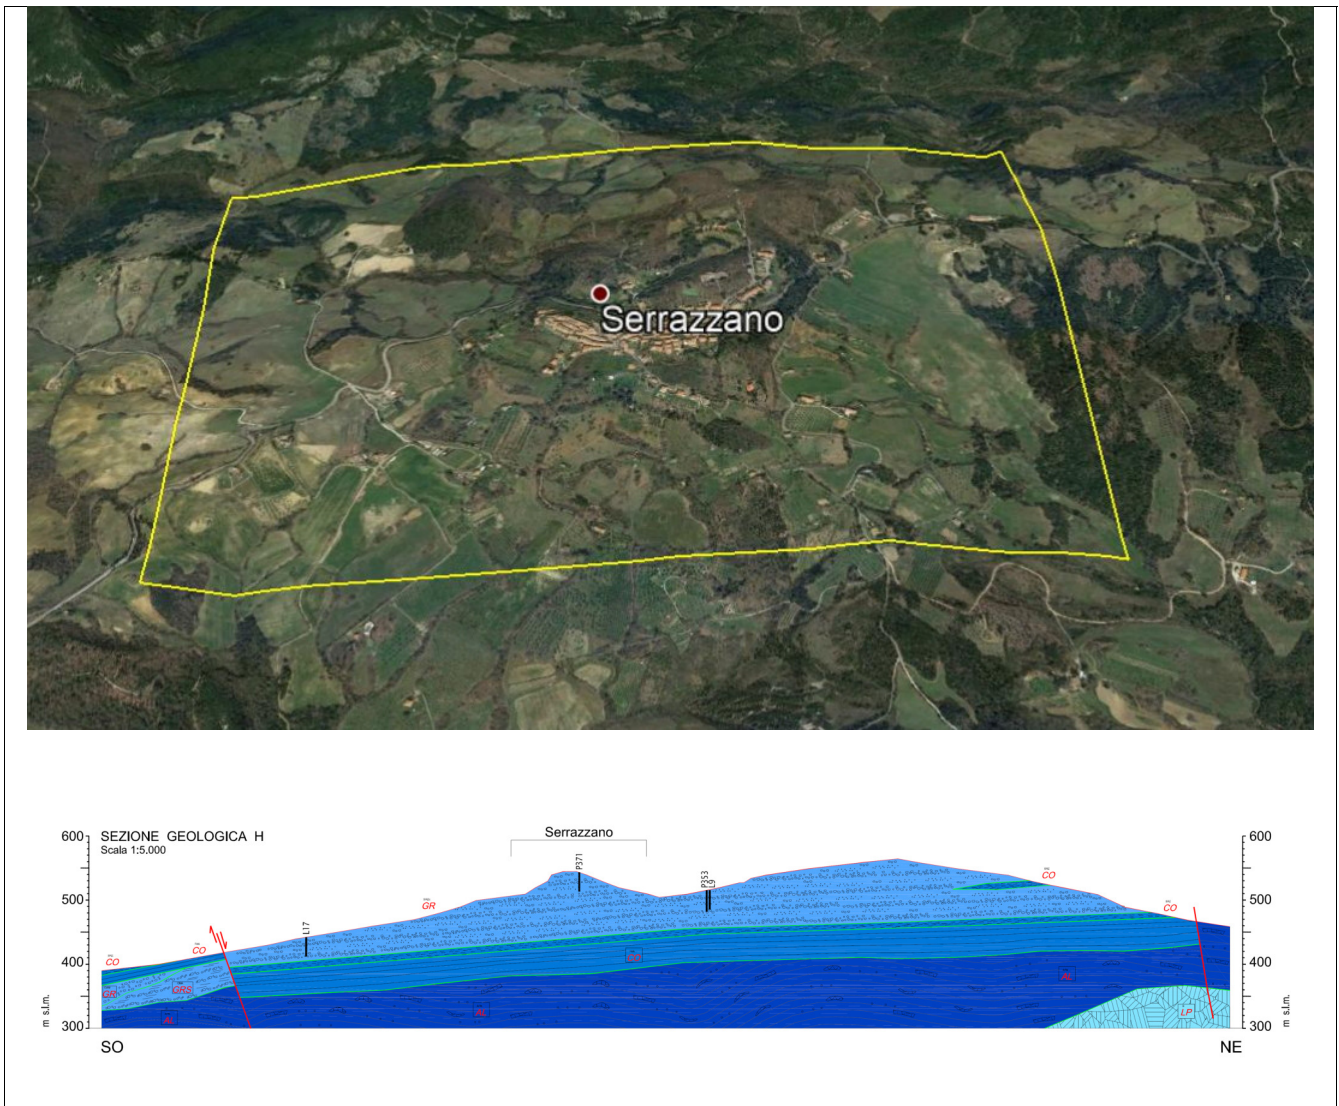 Serrazzano
Serrazzano
600
SEZIONE GEOLOGICA H
Scala 1:5.000
600
P371
P353
L9
CO
500
GR
CO
500
L17
CO
CO
400
CO
AL
400
GR
GRS
AL
AL
LP
300
m s.l.m.
300
m s.l.m.
SO
NE